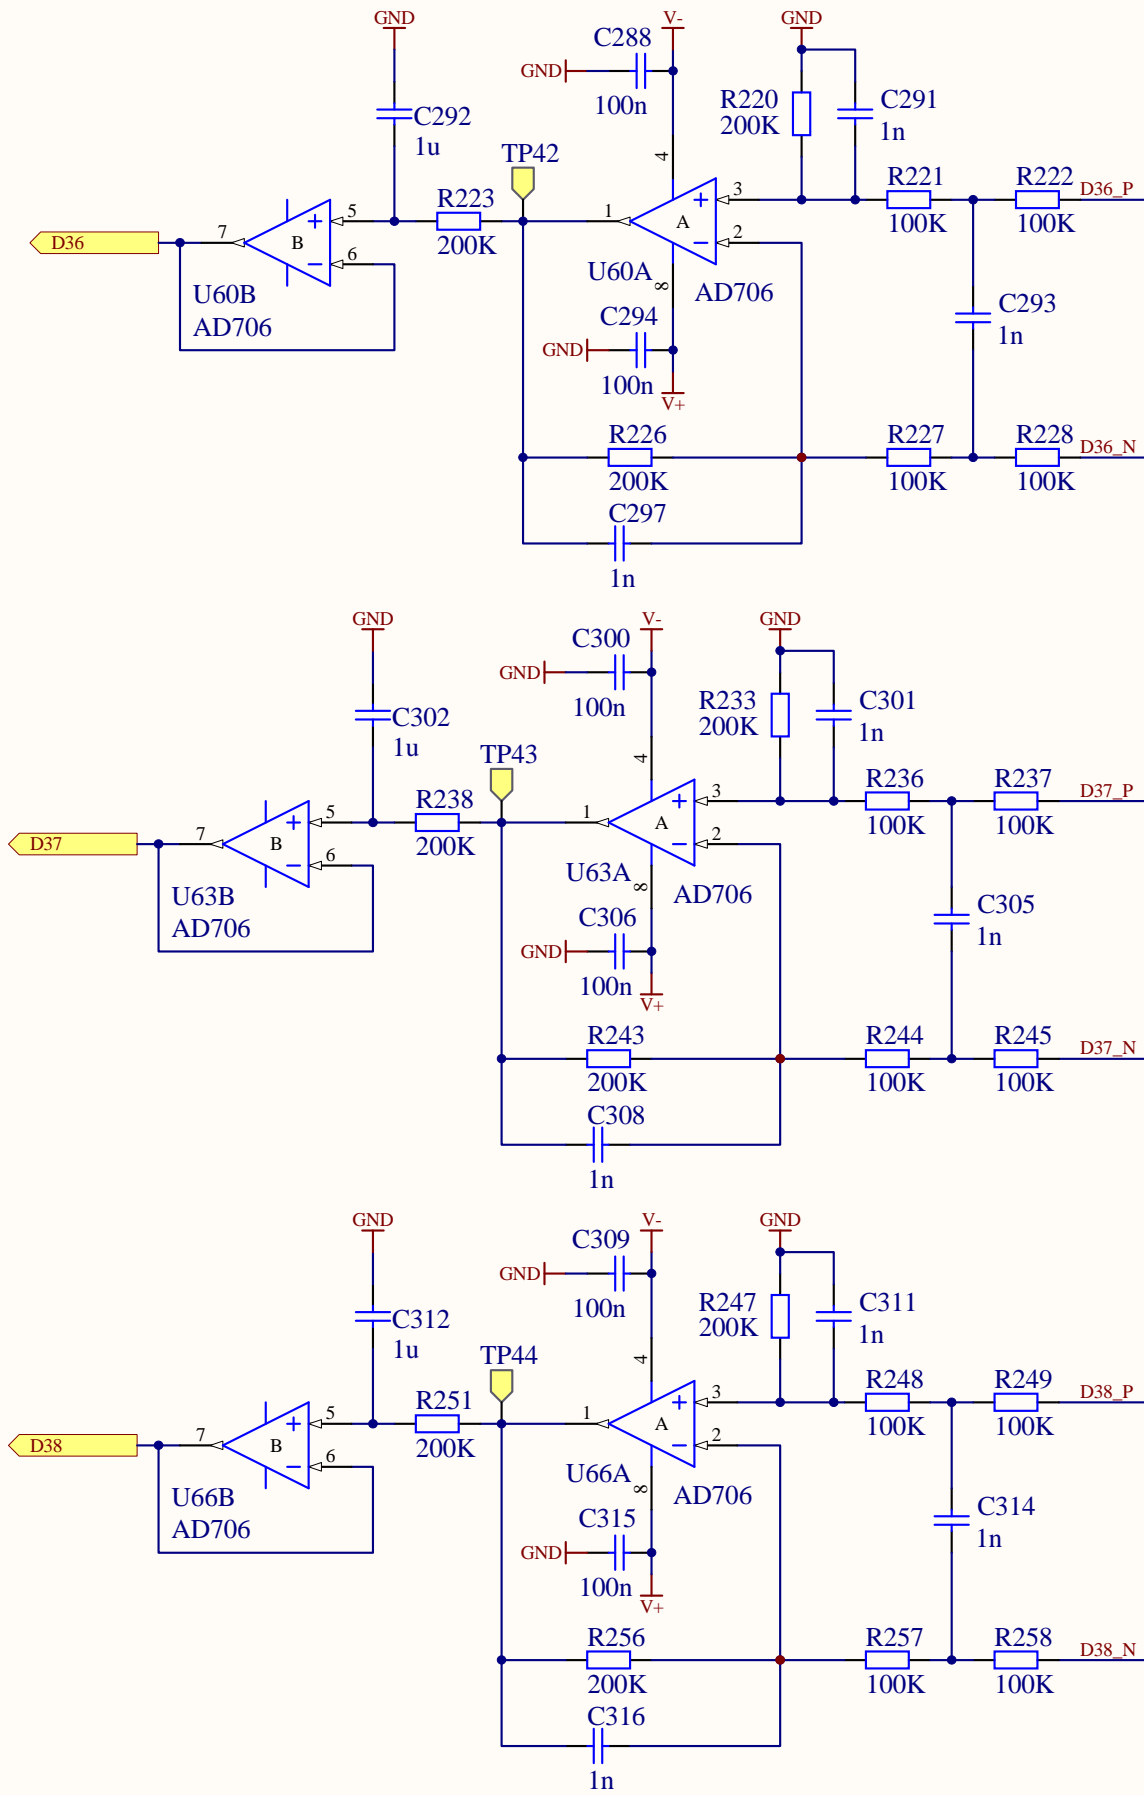 GND
C292
1u
D36
7
U60B
AD706
B
5
6
R223
200K
TP42
V-
C288
GND
100n
4
1
A
3
2
U60A
8
AD706
C294
GND
100n
V+
GND
R220
200K
C291
1n
R221
100K
R222
100K
D36_P
C293
1n
R226
200K
C297
1n
R227
100K
R228
100K
D36_N
GND
C302
1u
D37
7
U63B
AD706
B
5
6
R238
200K
TP43
V-
C300
GND
100n
4
1
A
3
2
U63A
8
AD706
C306
GND
100n
V+
GND
R233
200K
C301
1n
R236
100K
R237
100K
D37_P
C305
1n
R243
200K
C308
1n
R244
100K
R245
100K
D37_N
GND
C312
1u
D38
7
U66B
AD706
B
5
6
R251
200K
TP44
V-
C309
GND
100n
4
1
A
3
2
U66A
8
AD706
C315
GND
100n
V+
GND
R247
200K
C311
1n
R248
100K
R249
100K
D38_P
C314
1n
R256
200K
C316
1n
R257
100K
R258
100K
D38_N